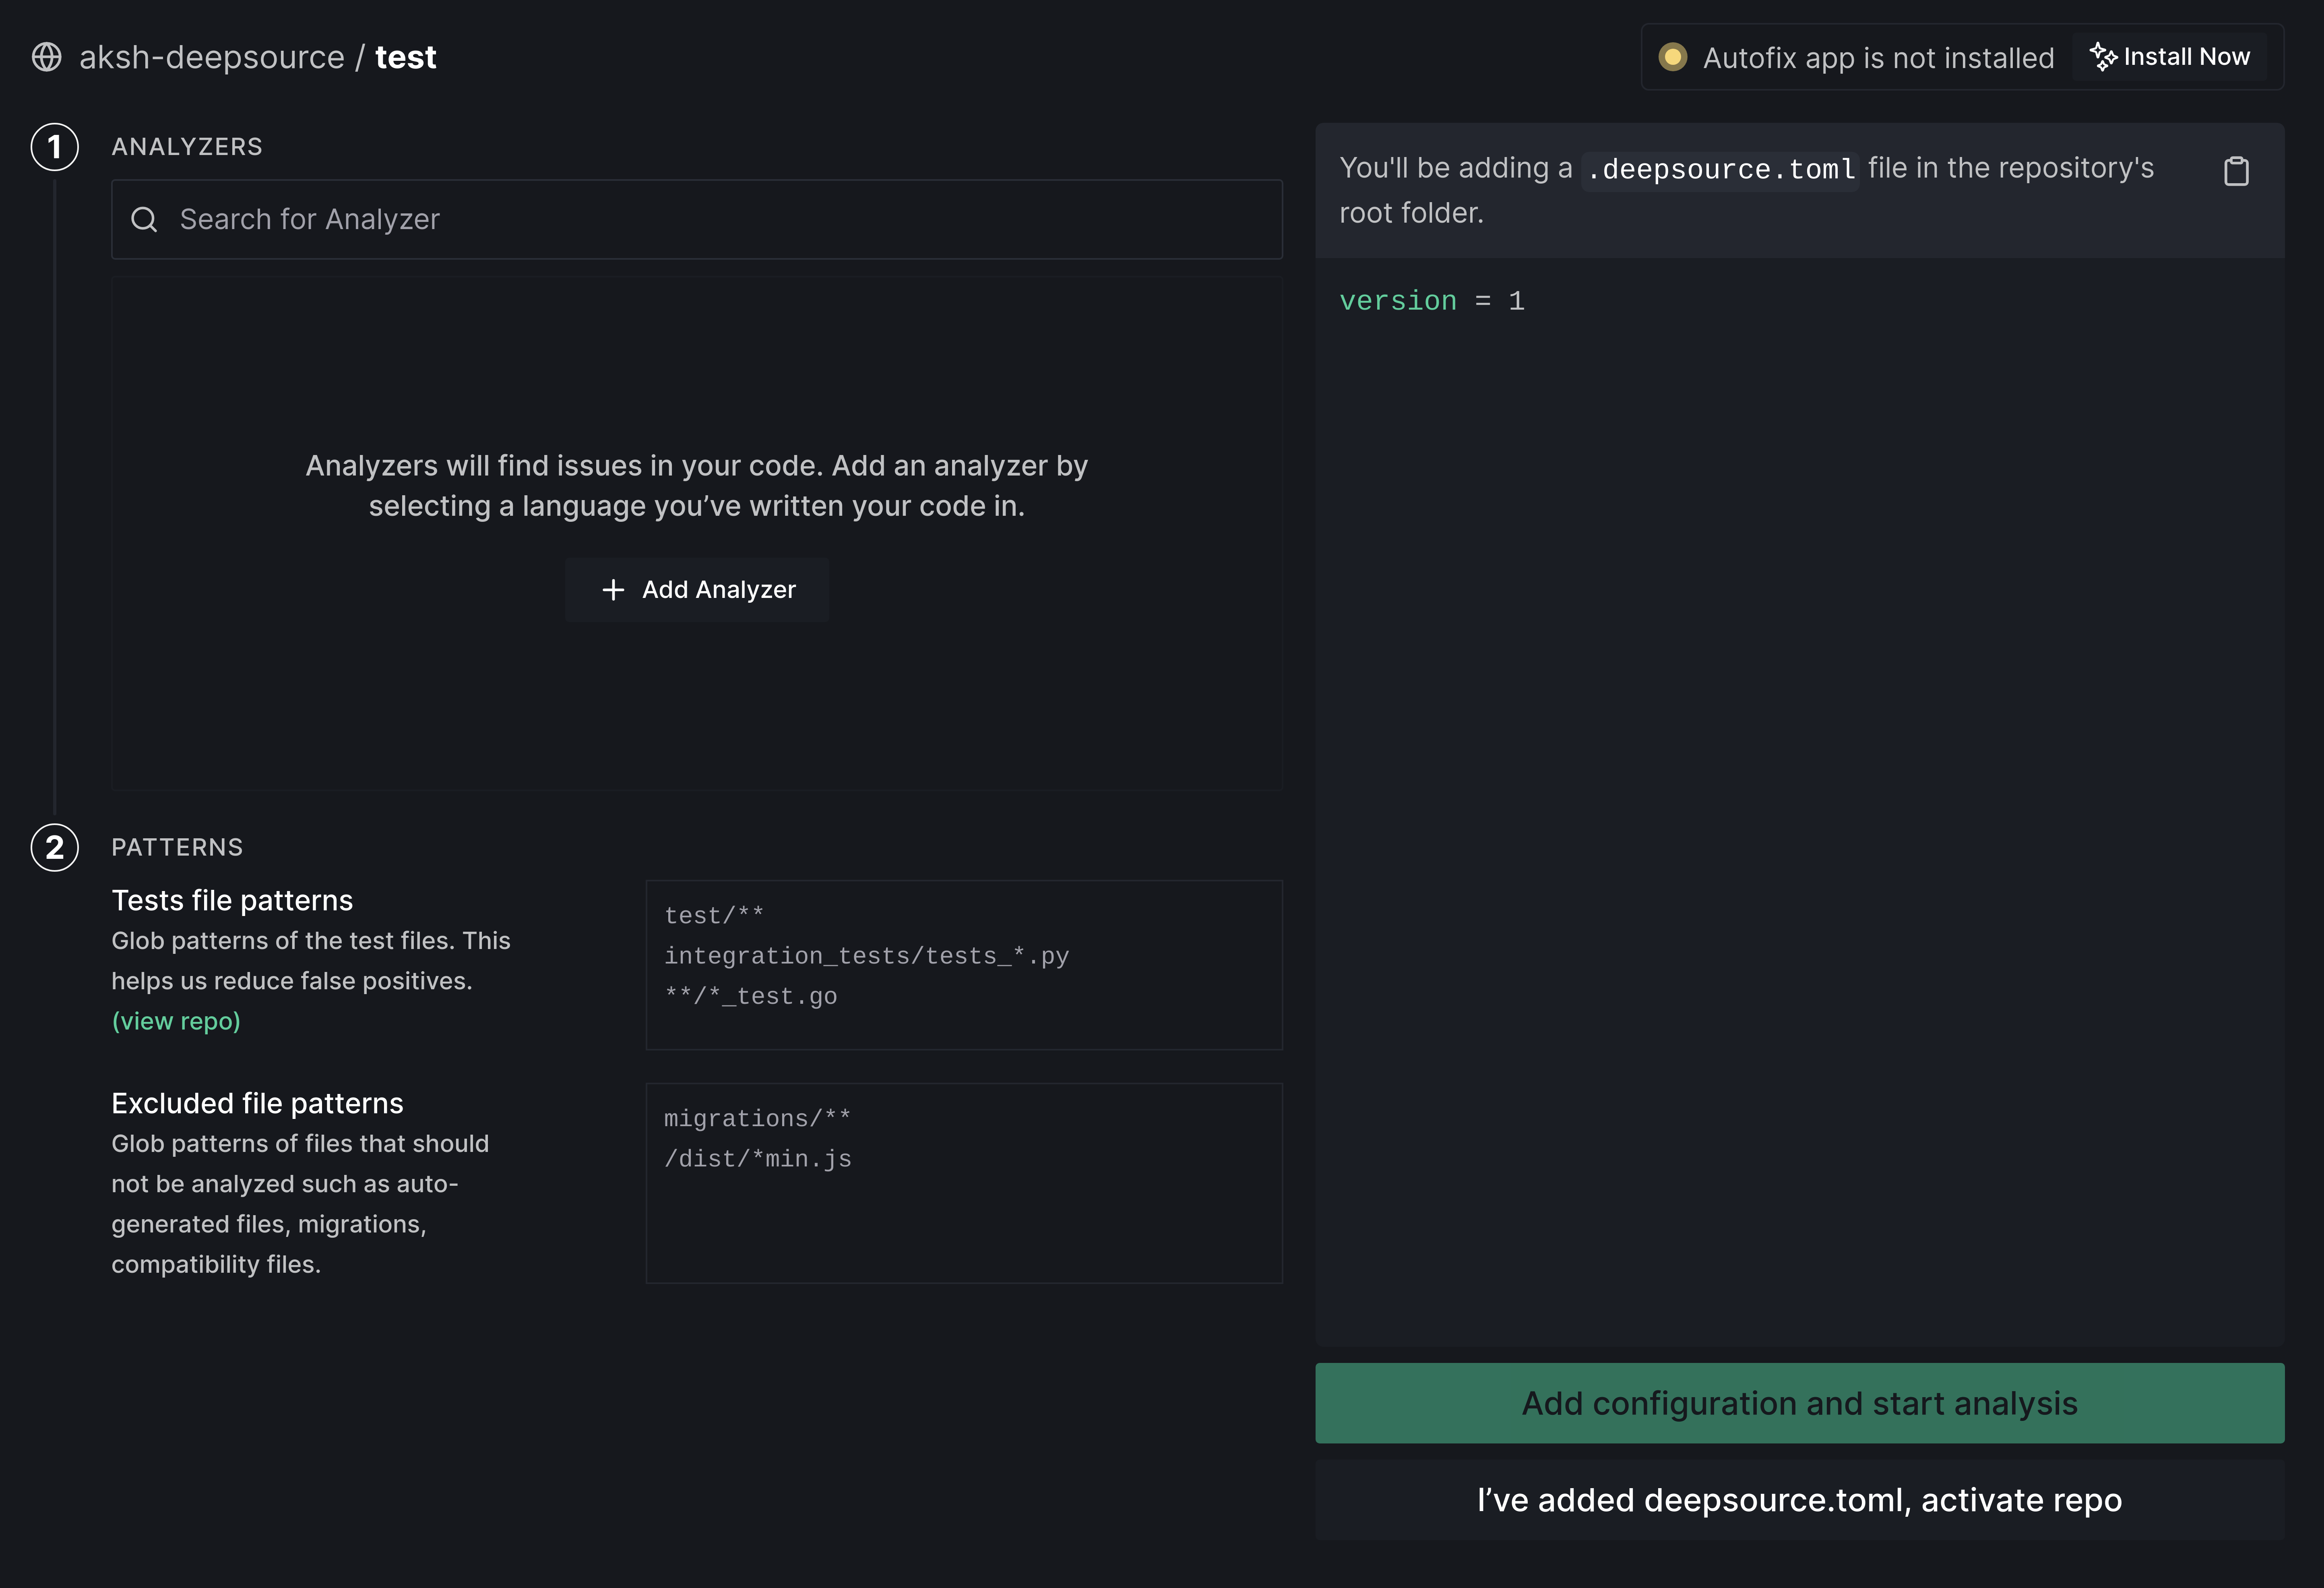 aksh-deepsource / test
Autofix app is not installed
Install Now
1
ANALYZERS
Search for Analyzer
Analyzers will find issues in your code. Add an analyzer by
selecting a language you’ve written your code in.
Add Analyzer
2
PATTERNS
Tests file patterns
Glob patterns of the test files. This
helps us reduce false positives.
(view repo)
test/**
integration_tests/tests_*.py
**/*_test.go
Excluded file patterns
Glob patterns of files that should
not be analyzed such as auto-
generated files, migrations,
compatibility files.
migrations/**
/dist/*min.js
You'll be adding a .deepsource.toml file in the repository's
root folder.
version = 1
Add configuration and start analysis
I’ve added deepsource.toml, activate repo